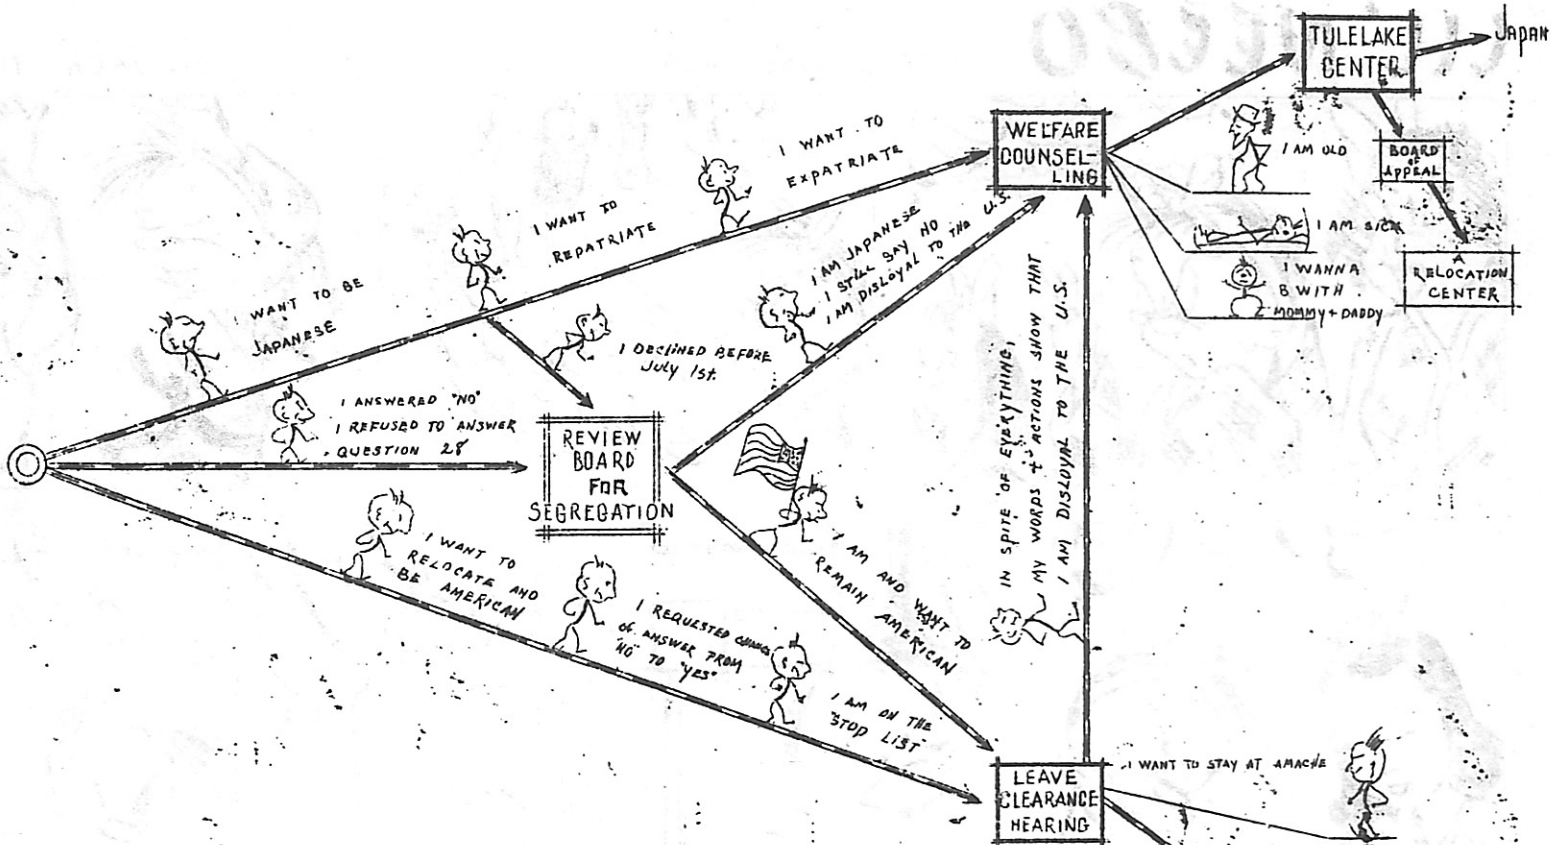 TULELAKE
CENTER
JAPAN
WELFARE
COUNSEL-
LING
I AM OLD
BOARD
OF
APPEAL
I AM SICK
A
RELOCATION
CENTER
I WANNA
B WITH
MOMMY + DADDY
I WANT TO
EXPATRIATE
I WANT TO
REPATRIATE
I WANT TO BE
JAPANESE
I AM JAPANESE
I STILL SAY NO
I AM DISLOYAL TO THE U.S.
I DECLINED BEFORE
July 1st.
I ANSWERED "NO"
I REFUSED TO ANSWER
QUESTION 28
REVIEW
BOARD
FOR
SEGREGATION
IN SPITE OF EVERYTHING,
MY WORDS + ACTIONS SHOW THAT
I AM DISLOYAL TO THE U.S.
I AM AND WANT TO
REMAIN AMERICAN
I WANT TO
RELOCATE AND
BE AMERICAN
I REQUESTED CHANGE
of ANSWER FROM
"NO" TO "YES"
I AM ON THE
"STOP LIST"
LEAVE
CLEARANCE
HEARING
I WANT TO STAY AT AMACHE